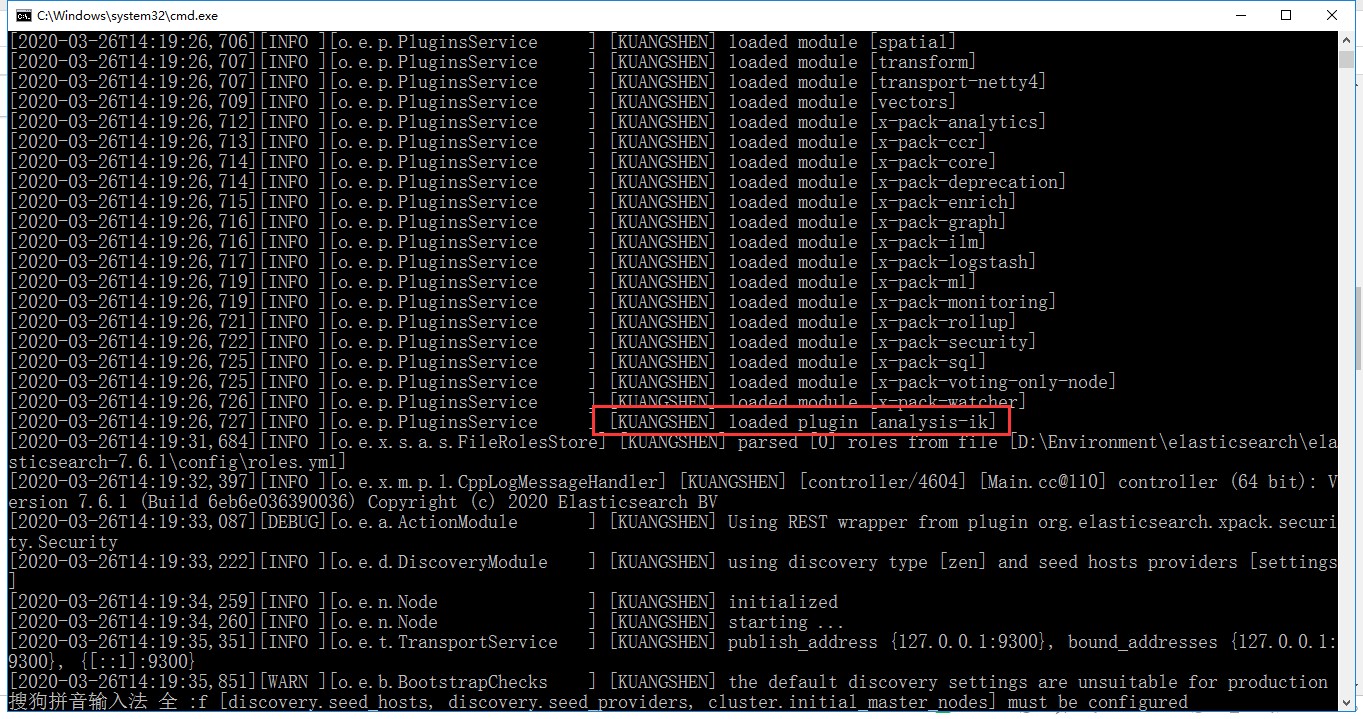 C:\Windows\system32\cmd.exe
[2020-03-26T14:19:26,706][INFO ][o.e.p.PluginsService     ] [KUANGSHEN] loaded module [spatial]
[2020-03-26T14:19:26,707][INFO ][o.e.p.PluginsService     ] [KUANGSHEN] loaded module [transform]
[2020-03-26T14:19:26,707][INFO ][o.e.p.PluginsService     ] [KUANGSHEN] loaded module [transport-netty4]
[2020-03-26T14:19:26,709][INFO ][o.e.p.PluginsService     ] [KUANGSHEN] loaded module [vectors]
[2020-03-26T14:19:26,712][INFO ][o.e.p.PluginsService     ] [KUANGSHEN] loaded module [x-pack-analytics]
[2020-03-26T14:19:26,713][INFO ][o.e.p.PluginsService     ] [KUANGSHEN] loaded module [x-pack-ccr]
[2020-03-26T14:19:26,714][INFO ][o.e.p.PluginsService     ] [KUANGSHEN] loaded module [x-pack-core]
[2020-03-26T14:19:26,714][INFO ][o.e.p.PluginsService     ] [KUANGSHEN] loaded module [x-pack-deprecation]
[2020-03-26T14:19:26,715][INFO ][o.e.p.PluginsService     ] [KUANGSHEN] loaded module [x-pack-enrich]
[2020-03-26T14:19:26,716][INFO ][o.e.p.PluginsService     ] [KUANGSHEN] loaded module [x-pack-graph]
[2020-03-26T14:19:26,716][INFO ][o.e.p.PluginsService     ] [KUANGSHEN] loaded module [x-pack-ilm]
[2020-03-26T14:19:26,717][INFO ][o.e.p.PluginsService     ] [KUANGSHEN] loaded module [x-pack-logstash]
[2020-03-26T14:19:26,719][INFO ][o.e.p.PluginsService     ] [KUANGSHEN] loaded module [x-pack-ml]
[2020-03-26T14:19:26,719][INFO ][o.e.p.PluginsService     ] [KUANGSHEN] loaded module [x-pack-monitoring]
[2020-03-26T14:19:26,721][INFO ][o.e.p.PluginsService     ] [KUANGSHEN] loaded module [x-pack-rollup]
[2020-03-26T14:19:26,722][INFO ][o.e.p.PluginsService     ] [KUANGSHEN] loaded module [x-pack-security]
[2020-03-26T14:19:26,725][INFO ][o.e.p.PluginsService     ] [KUANGSHEN] loaded module [x-pack-sql]
[2020-03-26T14:19:26,725][INFO ][o.e.p.PluginsService     ] [KUANGSHEN] loaded module [x-pack-voting-only-node]
[2020-03-26T14:19:26,726][INFO ][o.e.p.PluginsService     ] [KUANGSHEN] loaded module [x-pack-watcher]
[2020-03-26T14:19:26,727][INFO ][o.e.p.PluginsService     ] [KUANGSHEN] loaded plugin [analysis-ik]
[2020-03-26T14:19:31,684][INFO ][o.e.x.s.a.s.FileRolesStore] [KUANGSHEN] parsed [0] roles from file [D:\Environment\elasticsearch\ela
sticsearch-7.6.1\config\roles.yml]
[2020-03-26T14:19:32,397][INFO ][o.e.x.m.p.l.CppLogMessageHandler] [KUANGSHEN] [controller/4604] [Main.cc@110] controller (64 bit): V
ersion 7.6.1 (Build 6eb6e036390036) Copyright (c) 2020 Elasticsearch BV
[2020-03-26T14:19:33,087][DEBUG][o.e.a.ActionModule       ] [KUANGSHEN] Using REST wrapper from plugin org.elasticsearch.xpack.securi
ty.Security
[2020-03-26T14:19:33,222][INFO ][o.e.d.DiscoveryModule    ] [KUANGSHEN] using discovery type [zen] and seed hosts providers [settings
]
[2020-03-26T14:19:34,259][INFO ][o.e.n.Node               ] [KUANGSHEN] initialized
[2020-03-26T14:19:34,260][INFO ][o.e.n.Node               ] [KUANGSHEN] starting ...
[2020-03-26T14:19:35,351][INFO ][o.e.t.TransportService   ] [KUANGSHEN] publish_address {127.0.0.1:9300}, bound_addresses {127.0.0.1:
9300}, {[::1]:9300}
[2020-03-26T14:19:35,851][WARN ][o.e.b.BootstrapChecks    ] [KUANGSHEN] the default discovery settings are unsuitable for production
搜狗拼音输入法 全 :f [discovery.seed_hosts, discovery.seed_providers, cluster.initial_master_nodes] must be configured